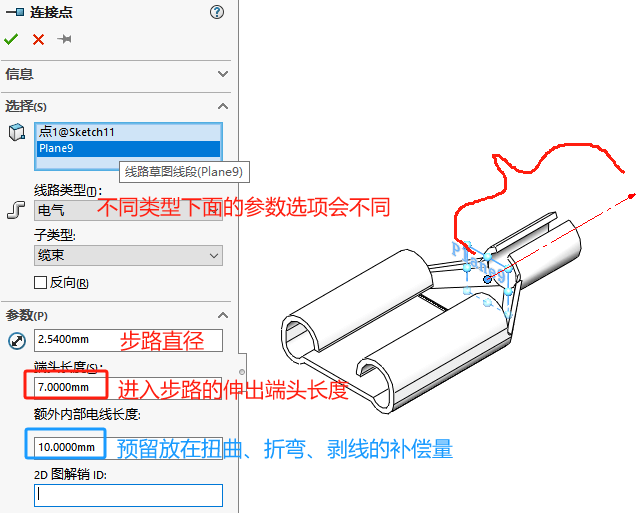 连接点
信息
选择(S)
点1@Sketch11
Plane9
线路草图线段(Plane9)
线路类型(T):
电气
不同类型下面的参数选项会不同
子类型:
缆束
反向(R)
参数(P)
2.5400mm
步路直径
端头长度(S):
7.0000mm
进入步路的伸出端头长度
额外内部电线长度:
10.0000mm
预留放在扭曲、折弯、剥线的补偿量
2D 图解销 ID:
Plane9